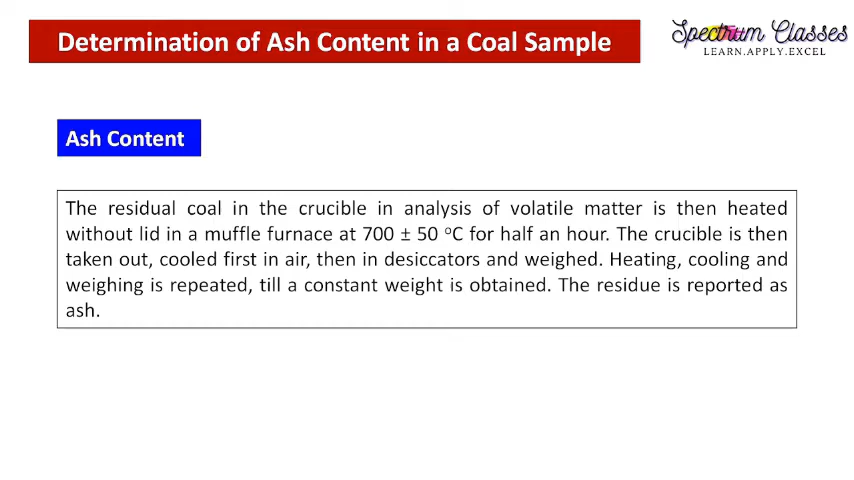 Determination of Ash Content in a Coal Sample
Spectrum Classes
LEARN.APPLY.EXCEL
Ash Content
The residual coal in the crucible in analysis of volatile matter is then heated
without lid in a muffle furnace at 700 ± 50 °C for half an hour. The crucible is then
taken out, cooled first in air, then in desiccators and weighed. Heating, cooling and
weighing is repeated, till a constant weight is obtained. The residue is reported as
ash.